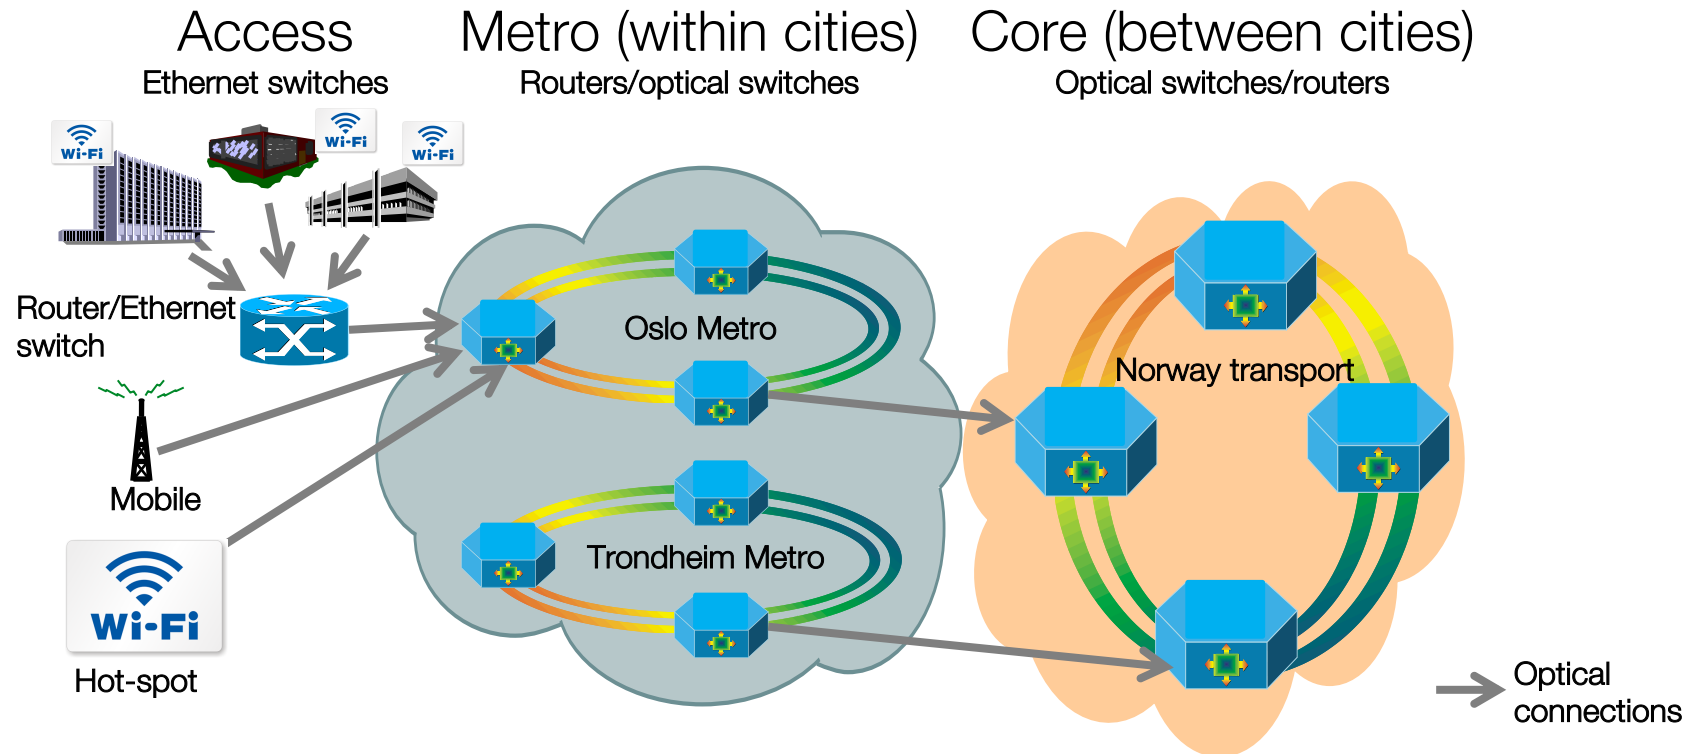 Access
Metro (within cities)
Core (between cities)
Ethernet switches
Routers/optical switches
Optical switches/routers
Wi-Fi
Wi-Fi
Wi-Fi
Router/Ethernet
switch
Oslo Metro
Norway transport
Mobile
Trondheim Metro
Wi-Fi
Hot-spot
Optical
connections